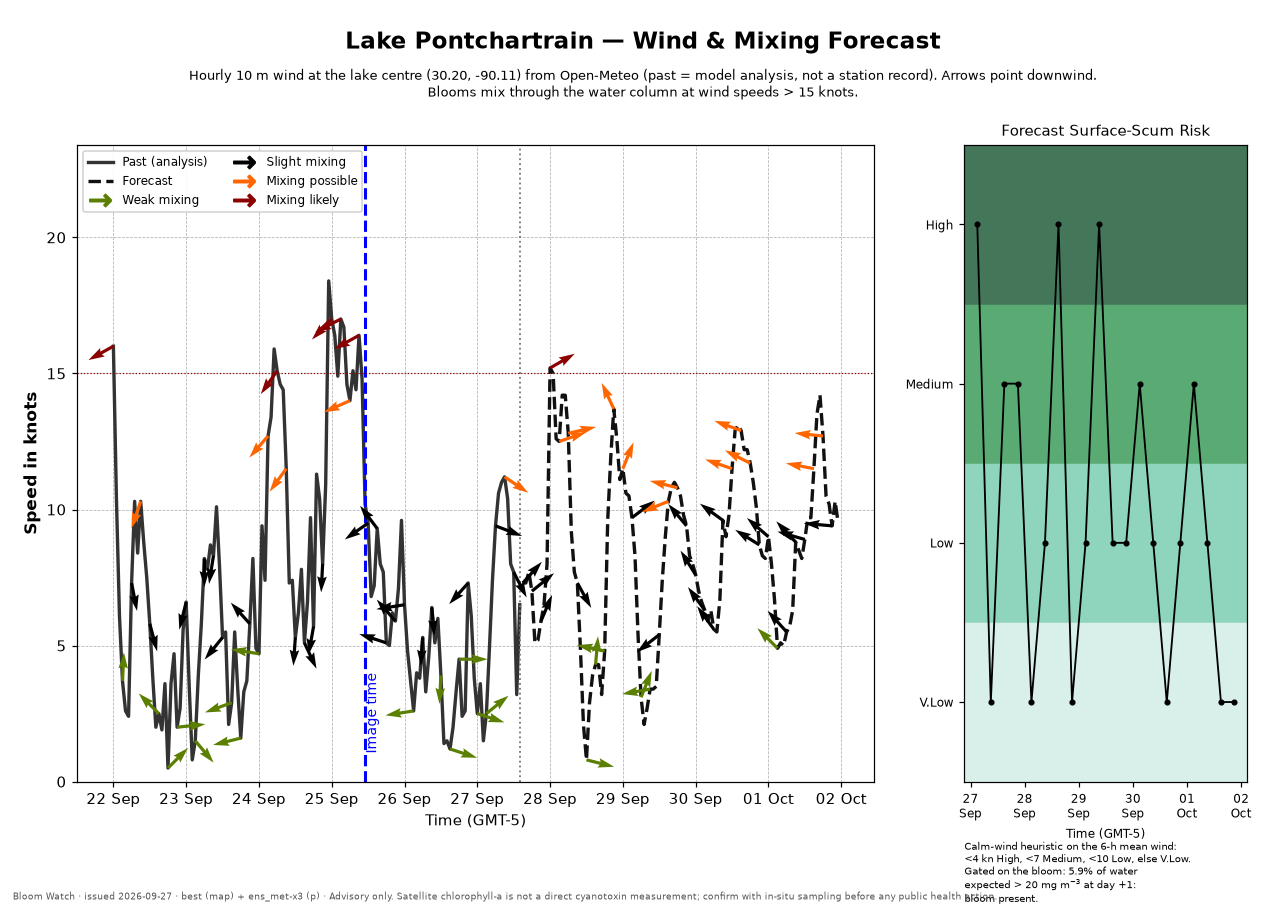 Lake Pontchartrain — Wind & Mixing Forecast
Hourly 10 m wind at the lake centre (30.20, -90.11) from Open-Meteo (past = model analysis, not a station record). Arrows point downwind.
Blooms mix through the water column at wind speeds > 15 knots.
Past (analysis)
Forecast
Weak mixing
Slight mixing
Mixing possible
Mixing likely
Speed in knots
20
15
10
5
0
Image time
22 Sep 23 Sep 24 Sep 25 Sep 26 Sep 27 Sep 28 Sep 29 Sep 30 Sep 01 Oct 02 Oct
Time (GMT-5)
Forecast Surface-Scum Risk
High
Medium
Low
V.Low
27 28 29 30 01 02
Sep Sep Sep Sep Oct Oct
Time (GMT-5)
Calm-wind heuristic on the 6-h mean wind:
<4 kn High, <7 Medium, <10 Low, else V.Low.
Gated on the bloom: 5.9% of water
expected > 20 mg m⁻³ at day +1:
bloom present.
Bloom Watch · issued 2026-09-27 · best (map) + ens_met-x3 (p) · Advisory only. Satellite chlorophyll-a is not a direct cyanotoxin measurement; confirm with in-situ sampling before any public health action.